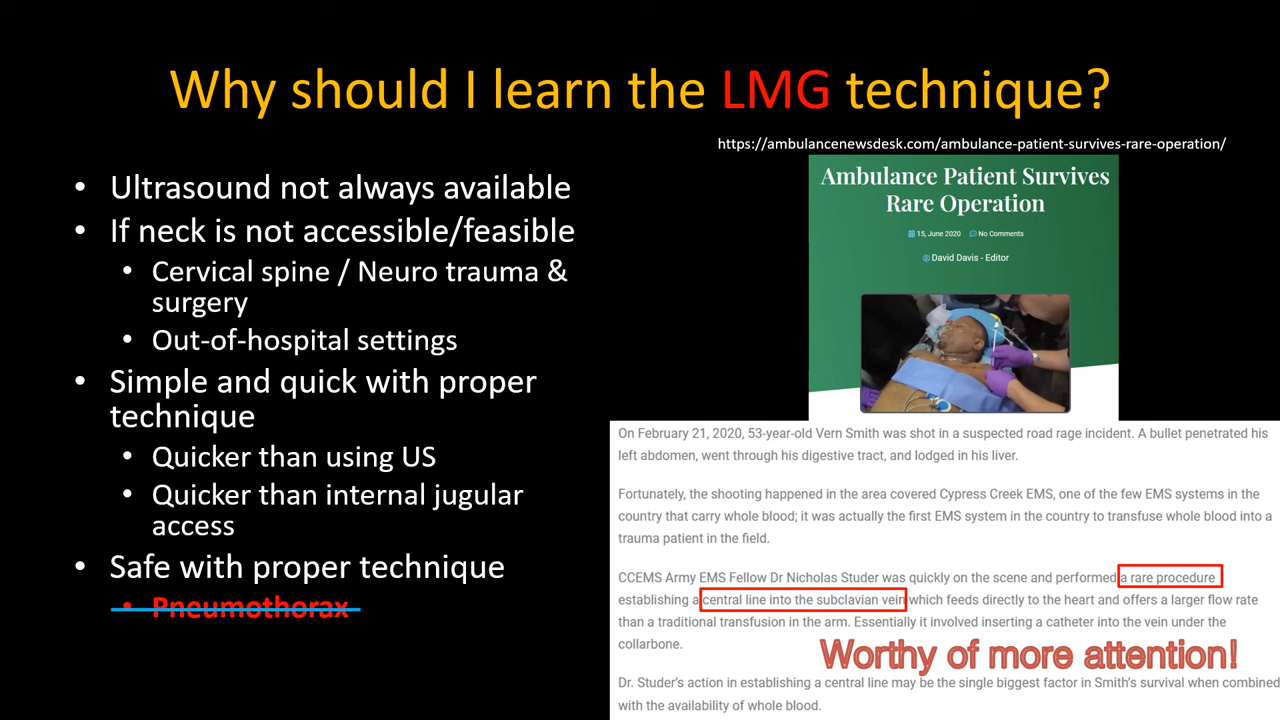 Why should I learn the LMG technique?
https://ambulancenewsdesk.com/ambulance-patient-survives-rare-operation/
• Ultrasound not always available
• If neck is not accessible/feasible
• Cervical spine / Neuro trauma &
surgery
• Out-of-hospital settings
• Simple and quick with proper
technique
• Quicker than using US
• Quicker than internal jugular
access
• Safe with proper technique
• Pneumothorax
Ambulance Patient Survives
Rare Operation
15, June 2020 No Comments
David Davis - Editor
On February 21, 2020, 53-year-old Vern Smith was shot in a suspected road rage incident. A bullet penetrated his
left abdomen, went through his digestive tract, and lodged in his liver.
Fortunately, the shooting happened in the area covered Cypress Creek EMS, one of the few EMS systems in the
country that carry whole blood; it was actually the first EMS system in the country to transfuse whole blood into a
trauma patient in the field.
CCEMS Army EMS Fellow Dr Nicholas Studer was quickly on the scene and performed a rare procedure
establishing a central line into the subclavian vein which feeds directly to the heart and offers a larger flow rate
than a traditional transfusion in the arm. Essentially it involved inserting a catheter into the vein under the
collarbone.
Worthy of more attention!
Dr. Studer's action in establishing a central line may be the single biggest factor in Smith's survival when combined
with the availability of whole blood.